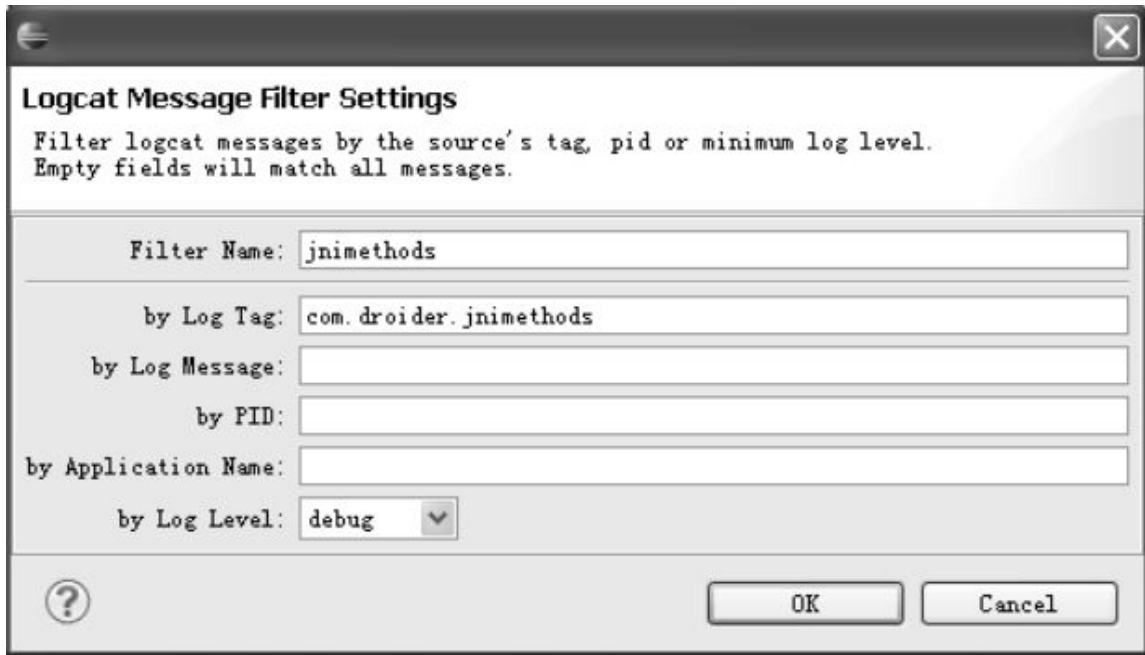 Logcat Message Filter Settings
Filter logcat messages by the source's tag, pid or minimum log level.
Empty fields will match all messages.
Filter Name: jnimethods
by Log Tag: com.droider.jnimethods
by Log Message:
by PID:
by Application Name:
by Log Level: debug
?
OK Cancel